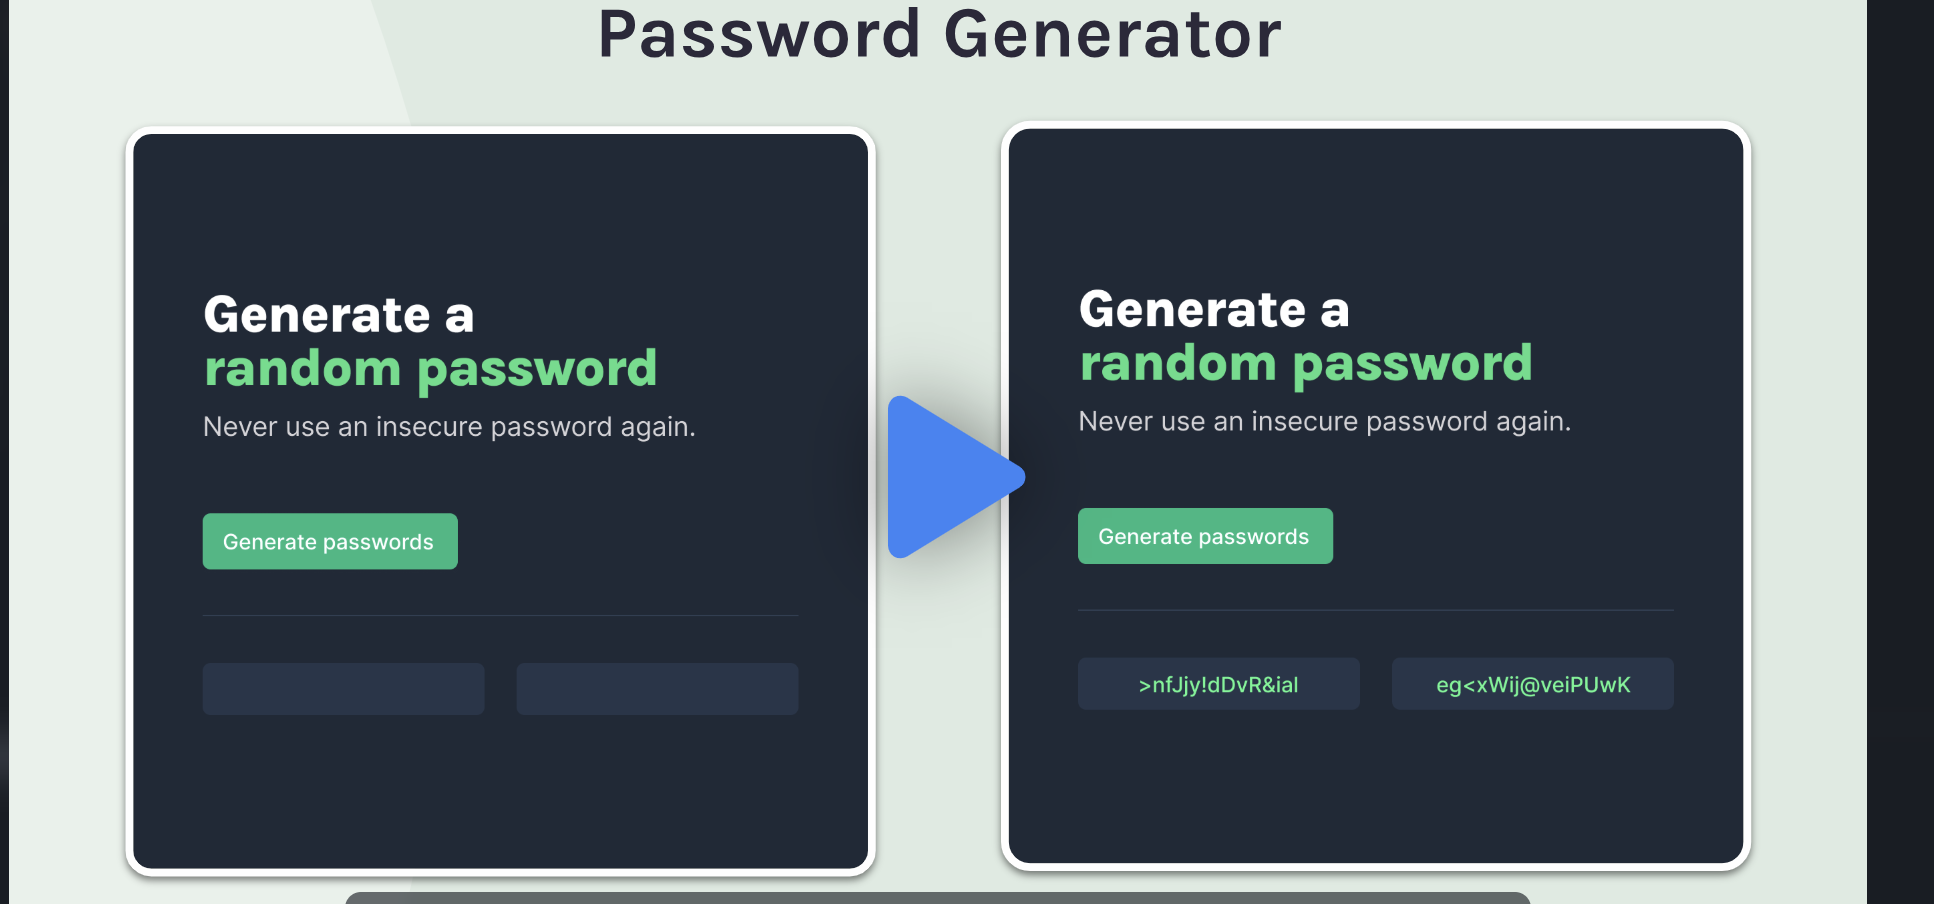 Password Generator
Generate a
random password
Never use an insecure password again.
Generate passwords
Generate a
random password
Never use an insecure password again.
Generate passwords
>nfJjy!dDvR&ial
eg<xWij@veiPUwK